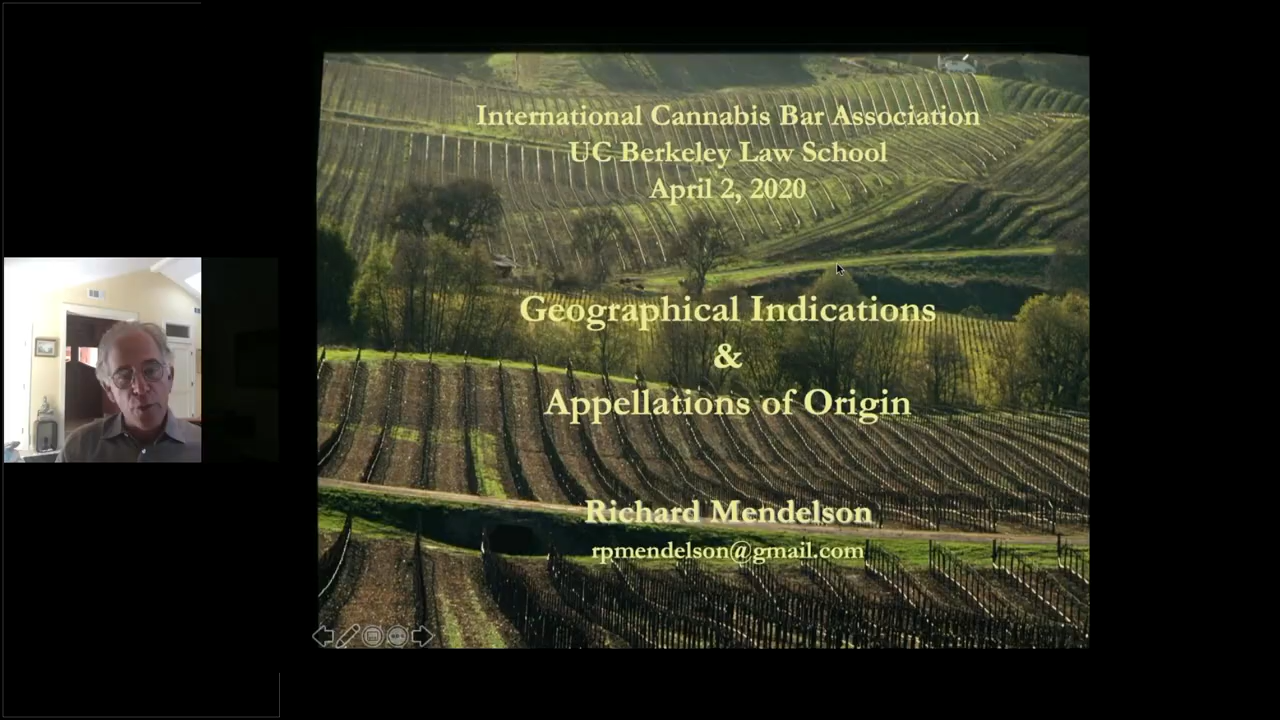 International Cannabis Bar Association
UC Berkeley Law School
April 2, 2020
Geographical Indications
&
Appellations of Origin
Richard Mendelson
rpmendelson@gmail.com